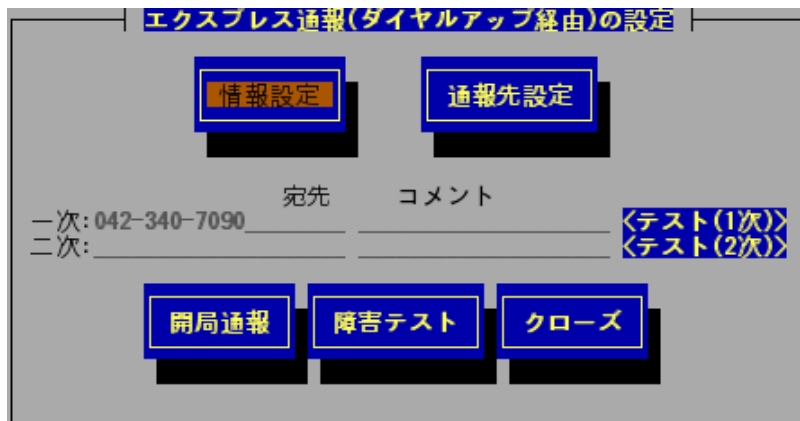 エクスプレス通報(ダイヤルアップ経由)の設定
情報設定 通報先設定
宛先 コメント
一次:042-340-7090 <テスト(1次)>
二次: <テスト(2次)>
開局通報 障害テスト クローズ